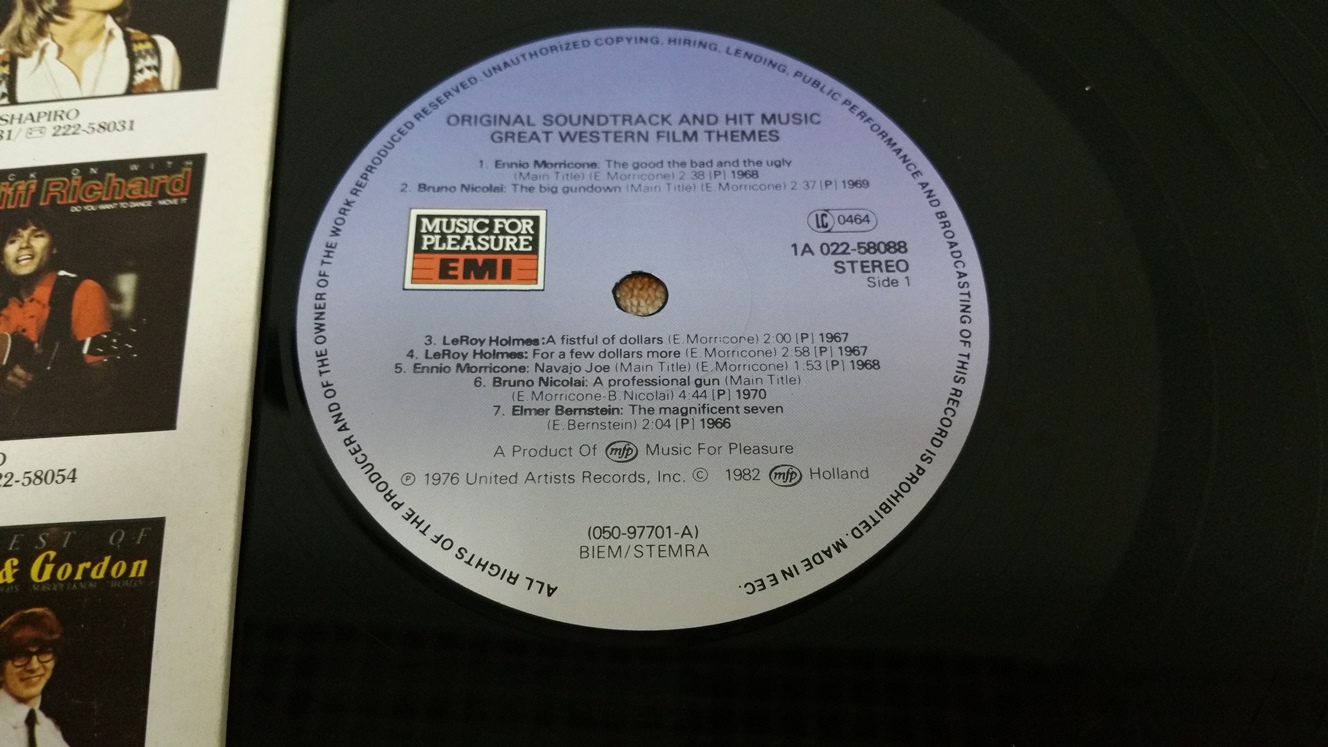 SHAPIRO
31/ 222-58031
CK ON WITH
iff Richard
DO YOU WANT TO DANCE · MOVE IT
22-58054
EST OF
& Gordon
ALL RIGHTS OF THE PRODUCER AND OF THE OWNER OF THE WORK REPRODUCED RESERVED. UNAUTHORIZED COPYING, HIRING, LENDING, PUBLIC PERFORMANCE AND BROADCASTING OF THIS RECORD IS PROHIBITED. MADE IN EEC.
ORIGINAL SOUNDTRACK AND HIT MUSIC
GREAT WESTERN FILM THEMES
1. Ennio Morricone: The good the bad and the ugly
(Main Title) (E. Morricone) 2:38 [P] 1968
2. Bruno Nicolai: The big gundown (Main Title) (E. Morricone) 2:37 [P] 1969
MUSIC FOR
PLEASURE
EMI
LC 0464
1A 022-58088
STEREO
Side 1
3. LeRoy Holmes: A fistful of dollars (E. Morricone) 2:00 [P] 1967
4. LeRoy Holmes: For a few dollars more (E. Morricone) 2:58 [P] 1967
5. Ennio Morricone: Navajo Joe (Main Title) (E. Morricone) 1:53 [P] 1968
6. Bruno Nicolai: A professional gun (Main Title)
(E. Morricone-B. Nicolai) 4:44 [P] 1970
7. Elmer Bernstein: The magnificent seven
(E. Bernstein) 2:04 [P] 1966
A Product Of mfp Music For Pleasure
℗ 1976 United Artists Records, Inc. © 1982 mfp Holland
(050-97701-A)
BIEM/STEMRA